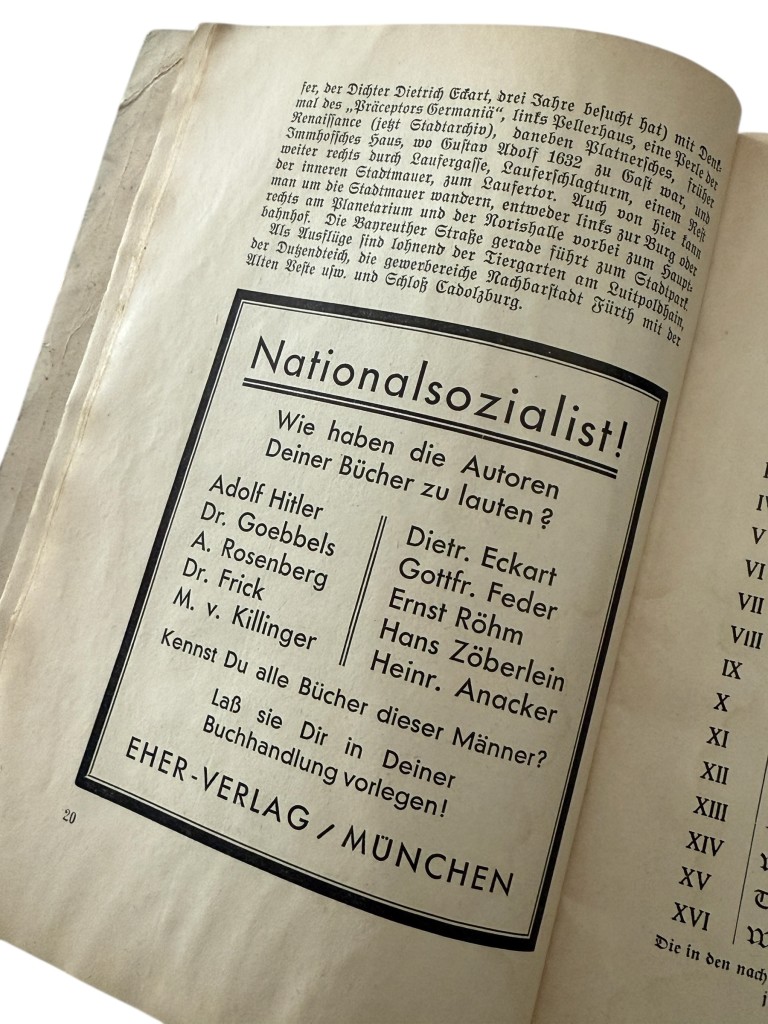 ser, der Dichter Dietrich Eckart, drei Jahre besucht hat) mit Denk-
mal des „Präceptors Germaniä“, links Pellerhaus, eine Perle der
Renaissance (jetzt Stadtarchiv), daneben Platnersches, früher
Immhoffsches Haus, wo Gustav Adolf 1632 zu Gast war, und
weiter rechts durch Laufergasse, Lauferschlagturm, einem Rest
der inneren Stadtmauer, zum Laufertor. Auch von hier kann
man um die Stadtmauer wandern, entweder links zur Burg oder
rechts am Planetarium und der Norishalle vorbei zum Haupt-
bahnhof. Die Bayreuther Straße gerade führt zum Stadtpark.
Als Ausflüge sind lohnend der Tiergarten am Luitpoldhain,
der Dutzendteich, die gewerbereiche Nachbarstadt Fürth mit der
Alten Veste usw. und Schloß Cadolzburg.
Nationalsozialist!
Wie haben die Autoren
Deiner Bücher zu lauten?
Adolf Hitler
Dr. Goebbels
A. Rosenberg
Dr. Frick
M. v. Killinger
Dietr. Eckart
Gottfr. Feder
Ernst Röhm
Hans Zöberlein
Heinr. Anacker
Kennst Du alle Bücher dieser Männer?
Laß sie Dir in Deiner
Buchhandlung vorlegen!
EHER-VERLAG / MÜNCHEN
20
V
VI
VII
VIII
IX
X
XI
XII
XIII
XIV
XV
XVI
Die in den nach